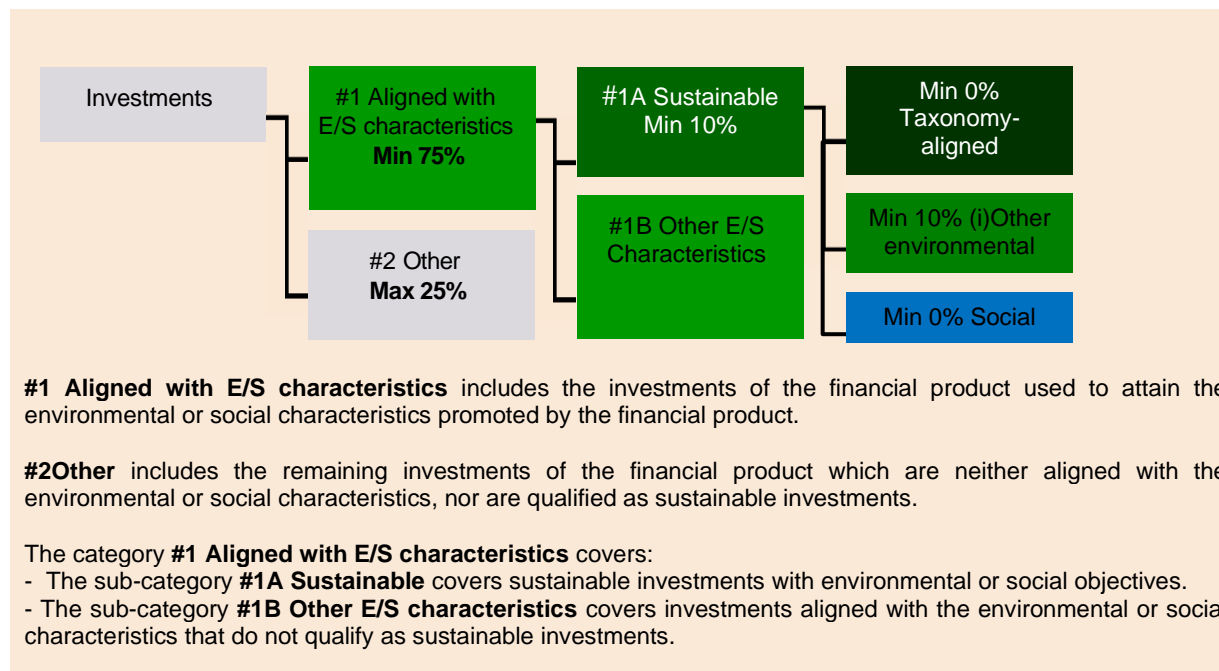 Investments
#1 Aligned with
E/S characteristics
Min 75%
#2 Other
Max 25%
#1A Sustainable
Min 10%
#1B Other E/S
Characteristics
Min 0%
Taxonomy-
aligned
Min 10% (i)Other
environmental
Min 0% Social
#1 Aligned with E/S characteristics includes the investments of the financial product used to attain the
environmental or social characteristics promoted by the financial product.
#2Other includes the remaining investments of the financial product which are neither aligned with the
environmental or social characteristics, nor are qualified as sustainable investments.
The category #1 Aligned with E/S characteristics covers:
- The sub-category #1A Sustainable covers sustainable investments with environmental or social objectives.
- The sub-category #1B Other E/S characteristics covers investments aligned with the environmental or social
characteristics that do not qualify as sustainable investments.